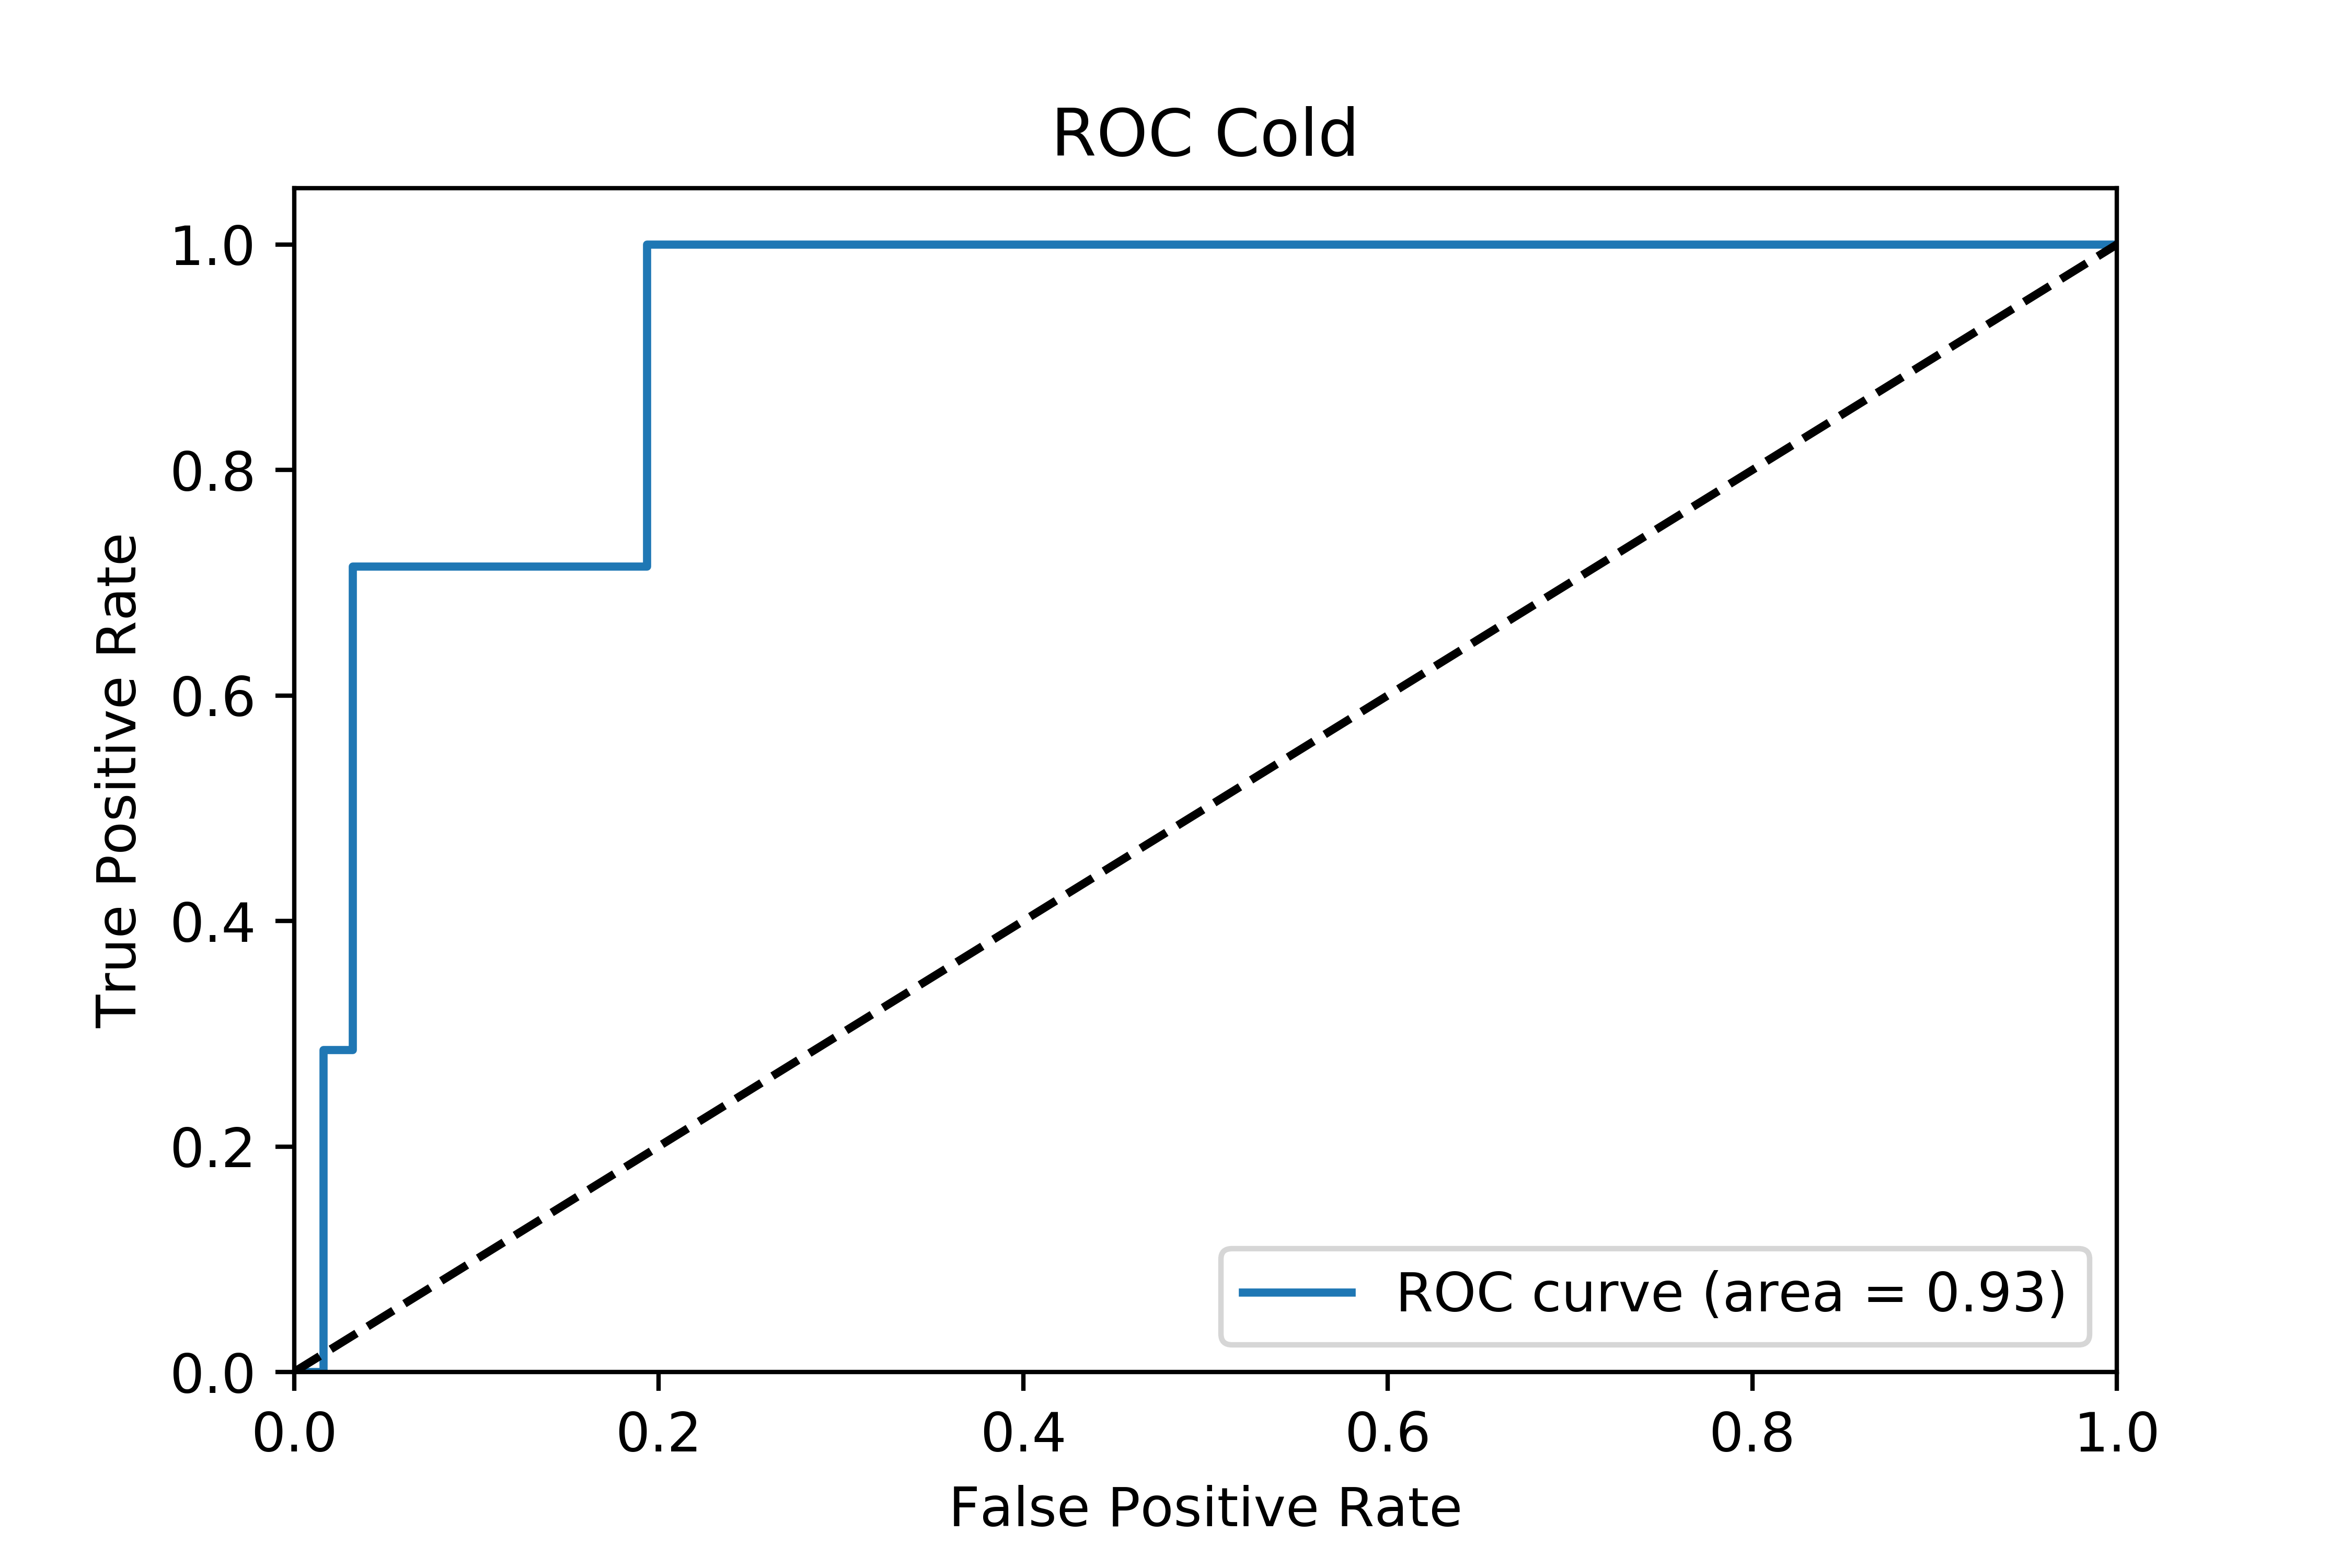 ROC Cold
1.0
0.8
0.6
0.4
0.2
0.0
True Positive Rate
ROC curve (area = 0.93)
0.0 0.2 0.4 0.6 0.8 1.0
False Positive Rate